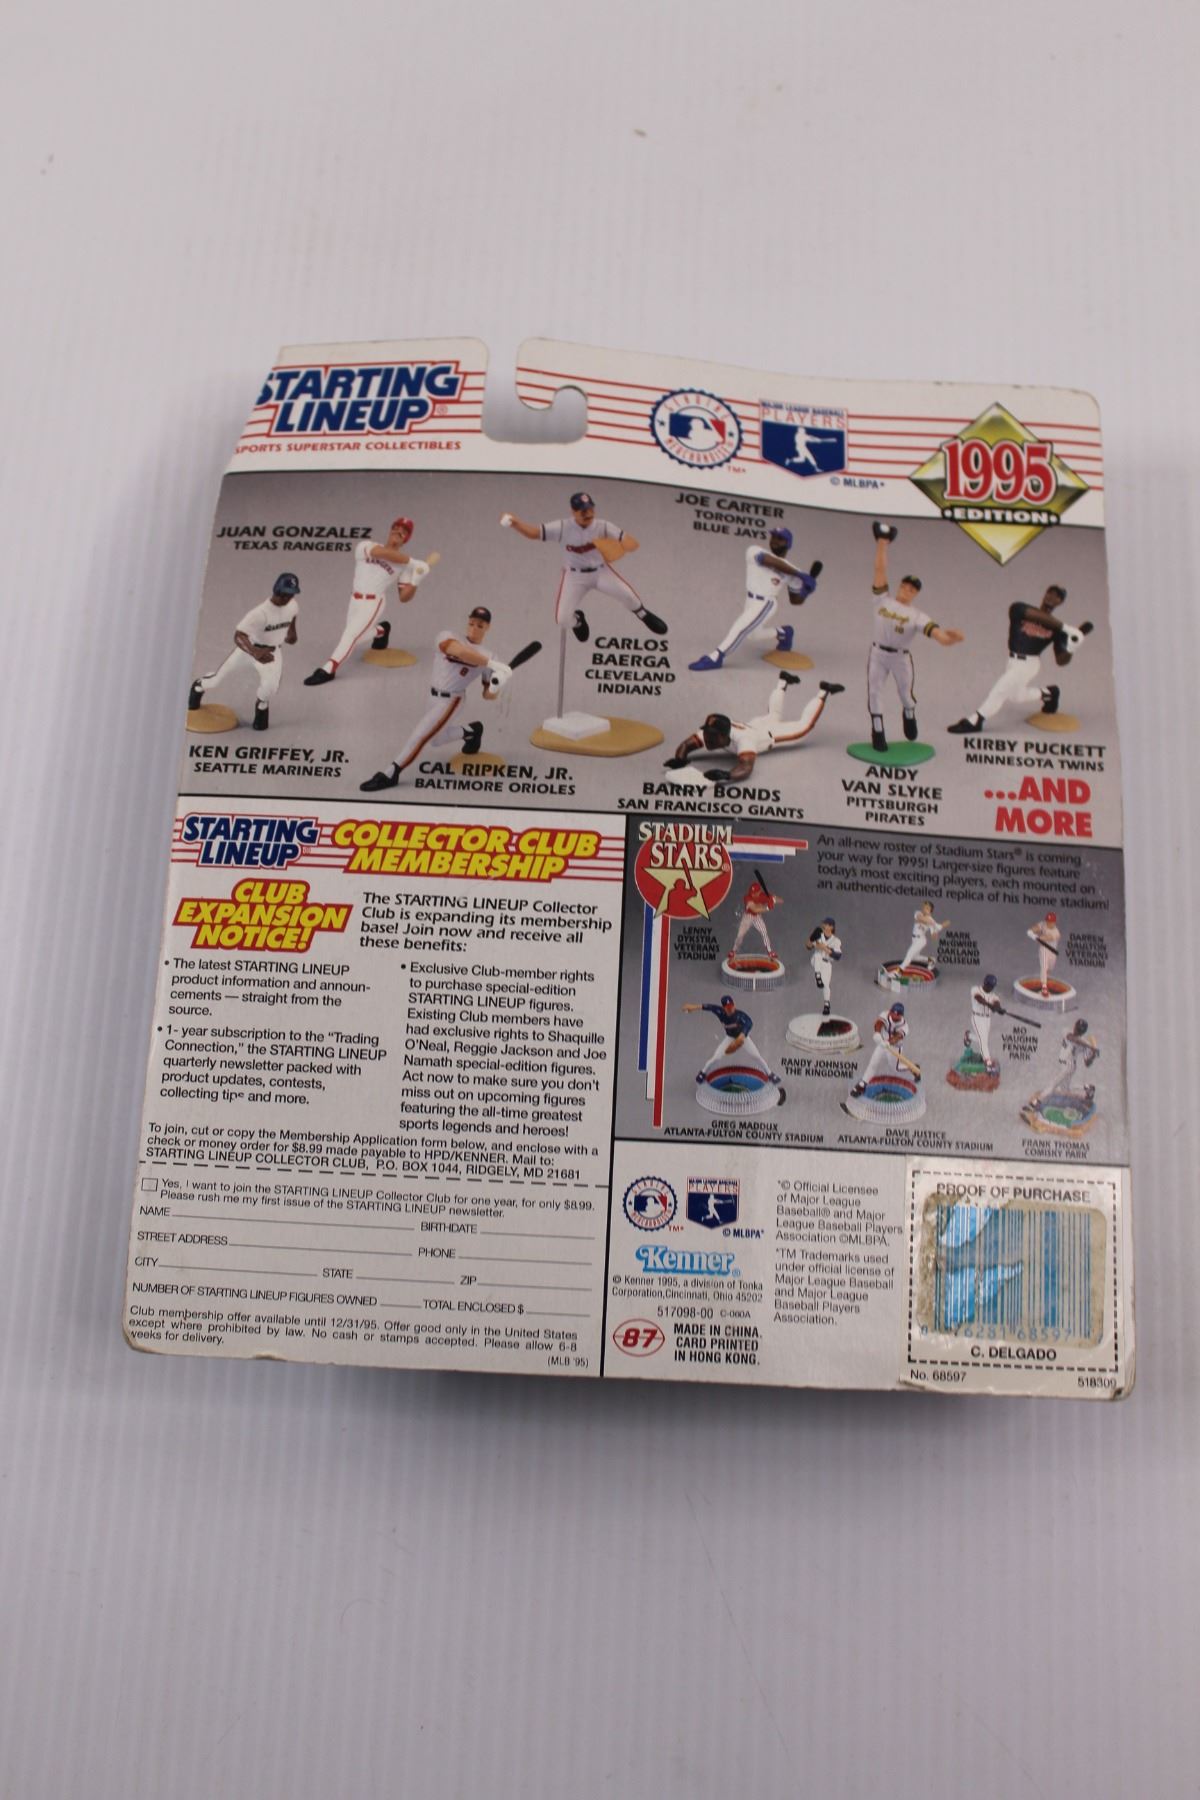 STARTING
LINEUP®
SPORTS SUPERSTAR COLLECTIBLES
GENUINE
MERCHANDISE
TM*
MAJOR LEAGUE BASEBALL
PLAYERS
© MLBPA*
1995
•EDITION•
JUAN GONZALEZ
TEXAS RANGERS
JOE CARTER
TORONTO
BLUE JAYS
CARLOS
BAERGA
CLEVELAND
INDIANS
KEN GRIFFEY, JR.
SEATTLE MARINERS
CAL RIPKEN, JR.
BALTIMORE ORIOLES
BARRY BONDS
SAN FRANCISCO GIANTS
ANDY
VAN SLYKE
PITTSBURGH
PIRATES
KIRBY PUCKETT
MINNESOTA TWINS
...AND
MORE
STARTING
LINEUP®
COLLECTOR CLUB
MEMBERSHIP
CLUB
EXPANSION
NOTICE!
The STARTING LINEUP Collector
Club is expanding its membership
base! Join now and receive all
these benefits:
• The latest STARTING LINEUP
product information and announ-
cements — straight from the
source.
• 1- year subscription to the "Trading
Connection," the STARTING LINEUP
quarterly newsletter packed with
product updates, contests,
collecting tips and more.
• Exclusive Club-member rights
to purchase special-edition
STARTING LINEUP figures.
Existing Club members have
had exclusive rights to Shaquille
O'Neal, Reggie Jackson and Joe
Namath special-edition figures.
Act now to make sure you don't
miss out on upcoming figures
featuring the all-time greatest
sports legends and heroes!
To join, cut or copy the Membership Application form below, and enclose with a
check or money order for $8.99 made payable to HPD/KENNER. Mail to:
STARTING LINEUP COLLECTOR CLUB, P.O. BOX 1044, RIDGELY, MD 21681
Yes, I want to join the STARTING LINEUP Collector Club for one year, for only $8.99.
Please rush me my first issue of the STARTING LINEUP newsletter.
NAME BIRTHDATE
STREET ADDRESS PHONE
CITY STATE ZIP
NUMBER OF STARTING LINEUP FIGURES OWNED TOTAL ENCLOSED $
Club membership offer available until 12/31/95. Offer good only in the United States
except where prohibited by law. No cash or stamps accepted. Please allow 6-8
weeks for delivery.
(MLB '95)
STADIUM
STARS
An all-new roster of Stadium Stars® is coming
your way for 1995! Larger-size figures feature
today's most exciting players, each mounted on
an authentic-detailed replica of his home stadium!
LENNY
DYKSTRA
VETERANS
STADIUM
MARK
McGWIRE
OAKLAND
COLISEUM
DARREN
DAULTON
VETERANS
STADIUM
RANDY JOHNSON
THE KINGDOME
MO
VAUGHN
FENWAY
PARK
GREG MADDUX
ATLANTA-FULTON COUNTY STADIUM
DAVE JUSTICE
ATLANTA-FULTON COUNTY STADIUM
FRANK THOMAS
COMISKY PARK
GENUINE
MERCHANDISE
TM*
PLAYERS
© MLBPA*
Kenner®
© Kenner 1995, a division of Tonka
Corporation, Cincinnati, Ohio 45202
517098-00 C-060A
87
MADE IN CHINA.
CARD PRINTED
IN HONG KONG.
*© Official Licensee
of Major League
Baseball® and Major
League Baseball Players
Association ©MLBPA.
*TM Trademarks used
under official license of
Major League Baseball
and Major League
Baseball Players
Association.
PROOF OF PURCHASE
76281 68597
C. DELGADO
No. 68597
518309